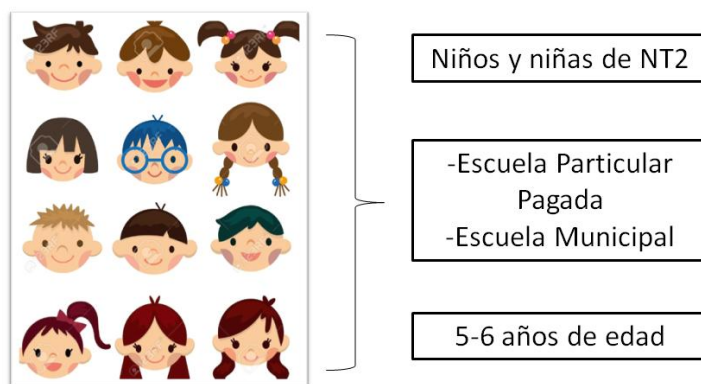 Niños y niñas de NT2
-Escuela Particular
Pagada
-Escuela Municipal
5-6 años de edad